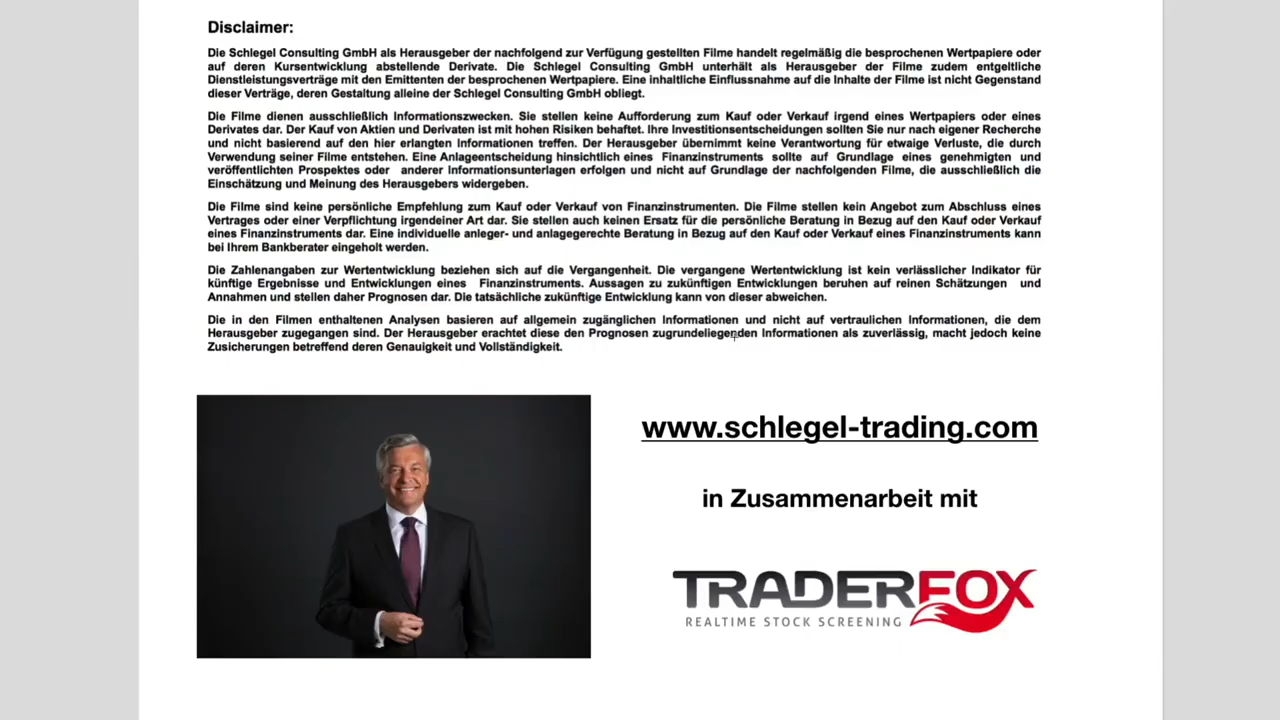 Disclaimer:
Die Schlegel Consulting GmbH als Herausgeber der nachfolgend zur Verfügung gestellten Filme handelt regelmäßig die besprochenen Wertpapiere oder
auf deren Kursentwicklung abstellende Derivate. Die Schlegel Consulting GmbH unterhält als Herausgeber der Filme zudem entgeltliche
Dienstleistungsverträge mit den Emittenten der besprochenen Wertpapiere. Eine inhaltliche Einflussnahme auf die Inhalte der Filme ist nicht Gegenstand
dieser Verträge, deren Gestaltung alleine der Schlegel Consulting GmbH obliegt.
Die Filme dienen ausschließlich Informationszwecken. Sie stellen keine Aufforderung zum Kauf oder Verkauf irgend eines Wertpapiers oder eines
Derivates dar. Der Kauf von Aktien und Derivaten ist mit hohen Risiken behaftet. Ihre Investitionsentscheidungen sollten Sie nur nach eigener Recherche
und nicht basierend auf den hier erlangten Informationen treffen. Der Herausgeber übernimmt keine Verantwortung für etwaige Verluste, die durch
Verwendung seiner Filme entstehen. Eine Anlageentscheidung hinsichtlich eines Finanzinstruments sollte auf Grundlage eines genehmigten und
veröffentlichten Prospektes oder anderer Informationsunterlagen erfolgen und nicht auf Grundlage der nachfolgenden Filme, die ausschließlich die
Einschätzung und Meinung des Herausgebers widergeben.
Die Filme sind keine persönliche Empfehlung zum Kauf oder Verkauf von Finanzinstrumenten. Die Filme stellen kein Angebot zum Abschluss eines
Vertrages oder einer Verpflichtung irgendeiner Art dar. Sie stellen auch keinen Ersatz für die persönliche Beratung in Bezug auf den Kauf oder Verkauf
eines Finanzinstruments dar. Eine individuelle anleger- und anlagegerechte Beratung in Bezug auf den Kauf oder Verkauf eines Finanzinstruments kann
bei Ihrem Bankberater eingeholt werden.
Die Zahlenangaben zur Wertentwicklung beziehen sich auf die Vergangenheit. Die vergangene Wertentwicklung ist kein verlässlicher Indikator für
künftige Ergebnisse und Entwicklungen eines Finanzinstruments. Aussagen zu zukünftigen Entwicklungen beruhen auf reinen Schätzungen und
Annahmen und stellen daher Prognosen dar. Die tatsächliche zukünftige Entwicklung kann von dieser abweichen.
Die in den Filmen enthaltenen Analysen basieren auf allgemein zugänglichen Informationen und nicht auf vertraulichen Informationen, die dem
Herausgeber zugegangen sind. Der Herausgeber erachtet diese den Prognosen zugrundeliegenden Informationen als zuverlässig, macht jedoch keine
Zusicherungen betreffend deren Genauigkeit und Vollständigkeit.
www.schlegel-trading.com
in Zusammenarbeit mit
TRADERFOX
REALTIME STOCK SCREENING